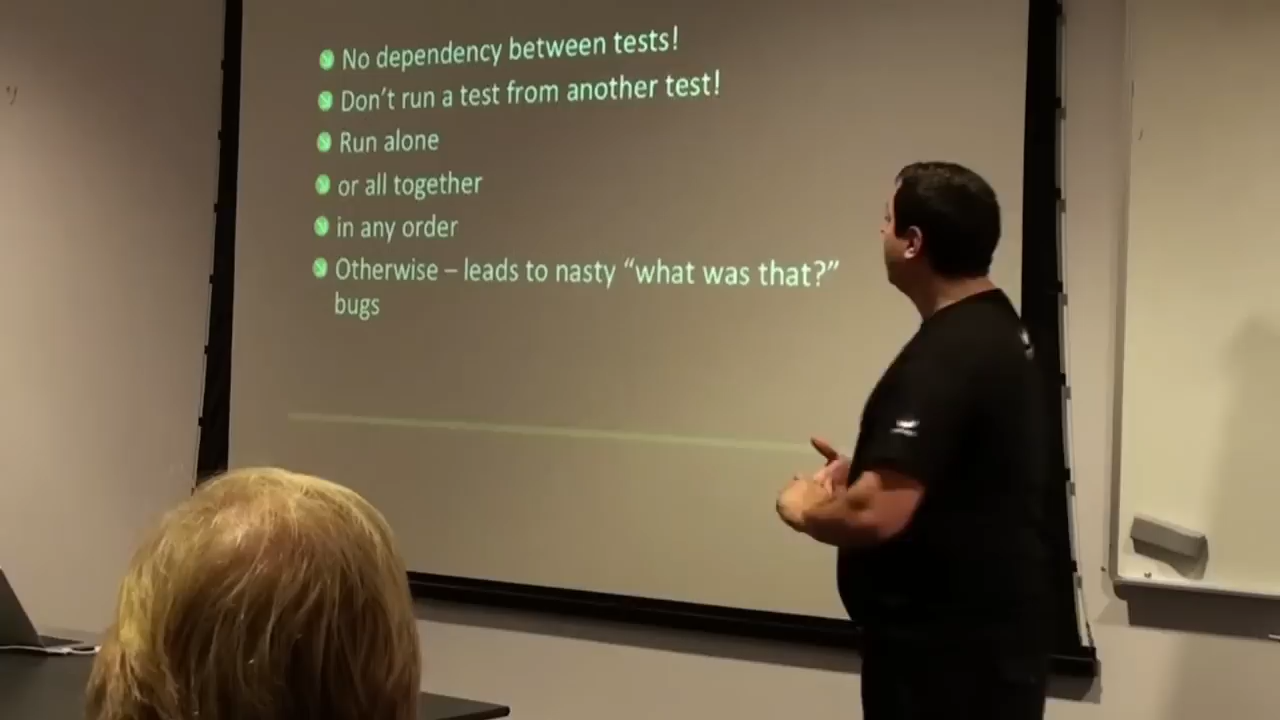 No dependency between tests!
Don't run a test from another test!
Run alone
or all together
in any order
Otherwise – leads to nasty “what was that?”
bugs